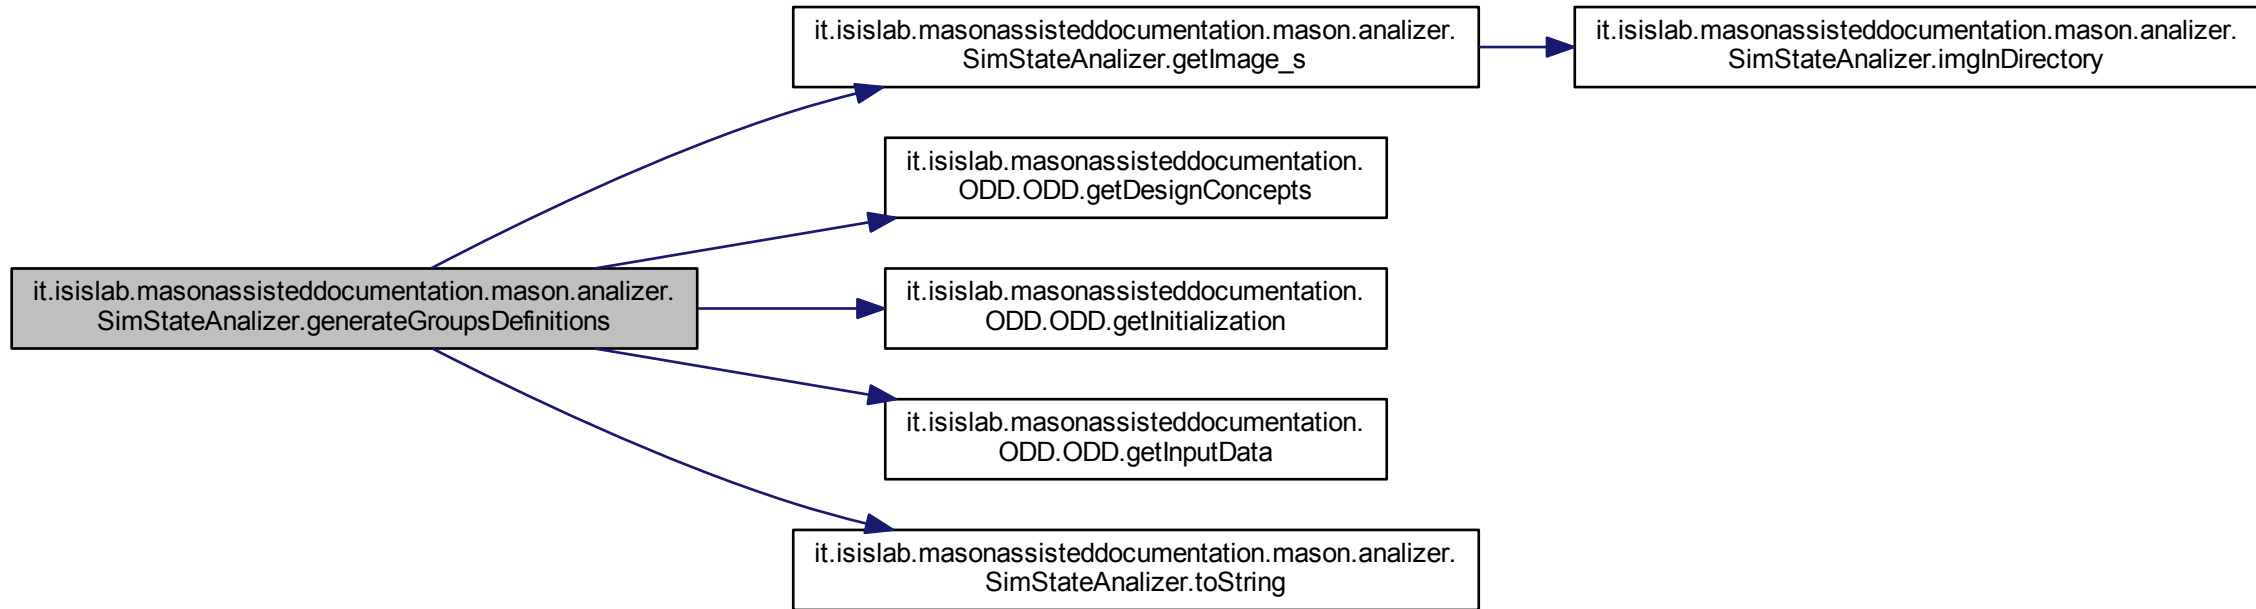 it.isislab.masonassisteddocumentation.mason.analizer.
SimStateAnalizer.getImage_s
it.isislab.masonassisteddocumentation.mason.analizer.
SimStateAnalizer.imgInDirectory
it.isislab.masonassisteddocumentation.
ODD.ODD.getDesignConcepts
it.isislab.masonassisteddocumentation.mason.analizer.
SimStateAnalizer.generateGroupsDefinitions
it.isislab.masonassisteddocumentation.
ODD.ODD.getInitialization
it.isislab.masonassisteddocumentation.
ODD.ODD.getInputData
it.isislab.masonassisteddocumentation.mason.analizer.
SimStateAnalizer.toString